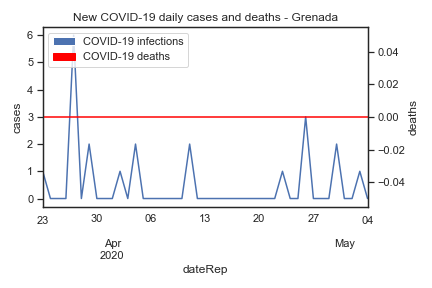 New COVID-19 daily cases and deaths - Grenada
COVID-19 infections
COVID-19 deaths
6
5
4
3
2
1
0
cases
0.04
0.02
0.00
−0.02
−0.04
deaths
23 30 06 13 20 27 04
Apr May
2020
dateRep